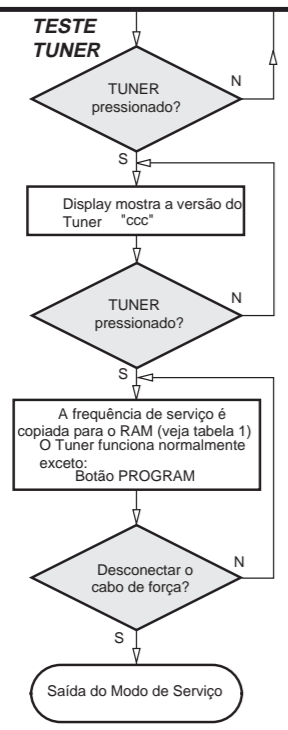 TESTE
TUNER
TUNER
pressionado?
N
S
Display mostra a versão do
Tuner "ccc"
TUNER
pressionado?
N
S
A frequência de serviço é
copiada para o RAM (veja tabela 1)
O Tuner funciona normalmente
exceto:
Botão PROGRAM
Desconectar o
cabo de força?
N
S
Saída do Modo de Serviço